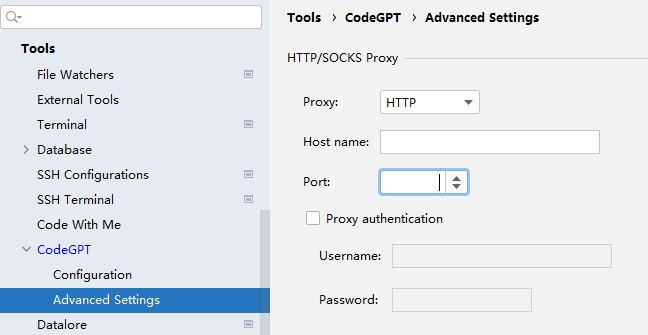 Tools
File Watchers
External Tools
Terminal
Database
SSH Configurations
SSH Terminal
Code With Me
CodeGPT
Configuration
Advanced Settings
Datalore
Tools › CodeGPT › Advanced Settings
HTTP/SOCKS Proxy
Proxy: HTTP
Host name:
Port:
Proxy authentication
Username:
Password: